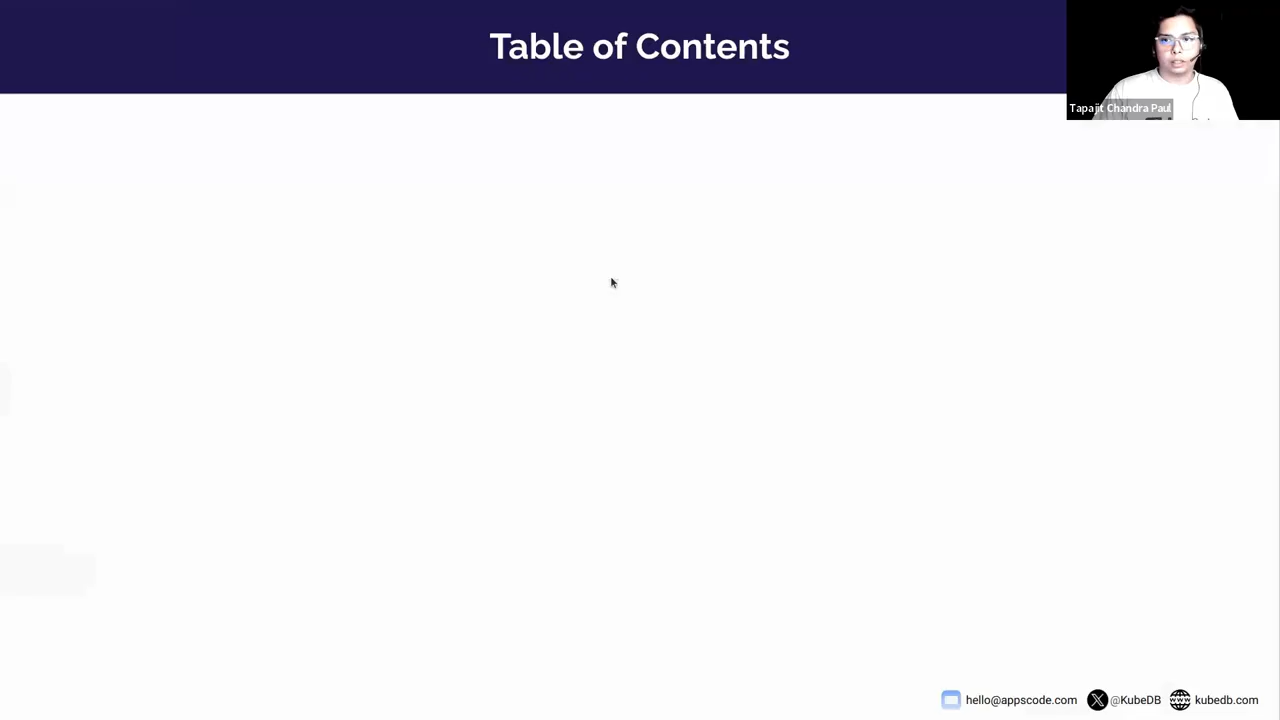 Table of Contents
Tapajit Chandra Paul
hello@appscode.com @KubeDB kubedb.com